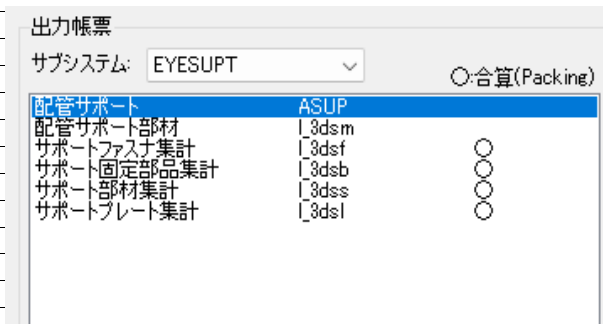 出力帳票
サブシステム: EYESUPT
○:合算(Packing)
配管サポート ASUP
配管サポート部材 l_3dsm
サポートファスナ集計 l_3dsf ○
サポート固定部品集計 l_3dsb ○
サポート部材集計 l_3dss ○
サポートプレート集計 l_3dsl ○